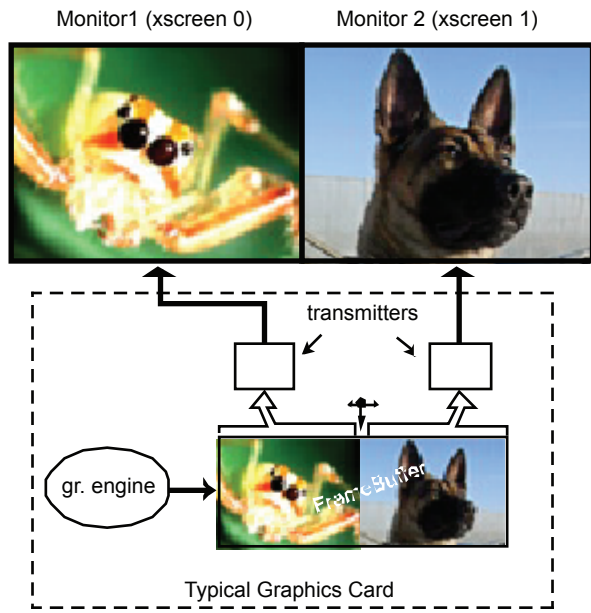 Monitor1 (xscreen 0)
Monitor 2 (xscreen 1)
transmitters
gr. engine
FrameBuffer
Typical Graphics Card